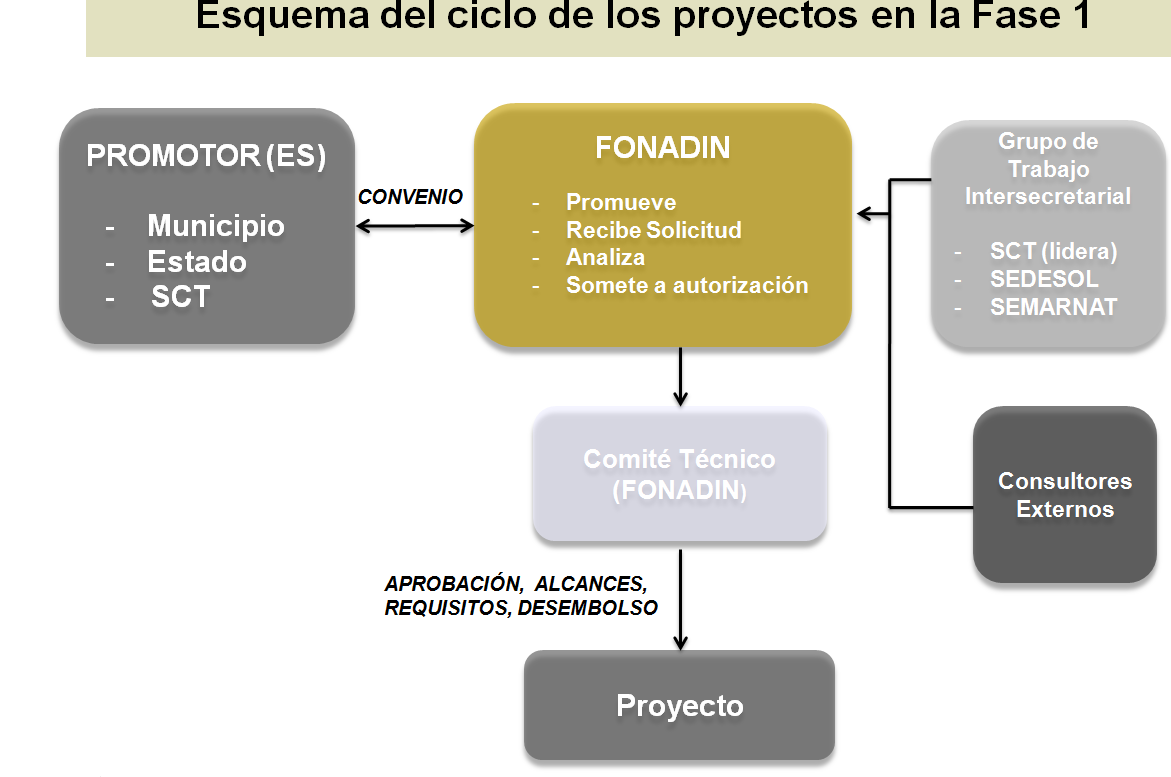 Esquema del ciclo de los proyectos en la Fase 1
PROMOTOR (ES)
- Municipio
- Estado
- SCT
CONVENIO
FONADIN
- Promueve
- Recibe Solicitud
- Analiza
- Somete a autorización
Grupo de
Trabajo
Intersecretarial
- SCT (lidera)
- SEDESOL
- SEMARNAT
Comité Técnico
(FONADIN)
Consultores
Externos
APROBACIÓN, ALCANCES,
REQUISITOS, DESEMBOLSO
Proyecto